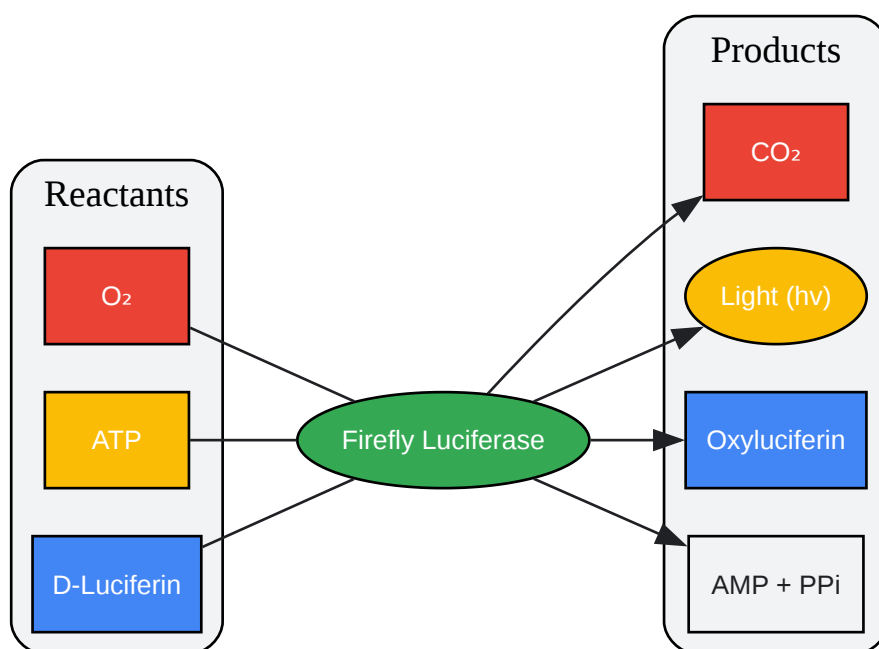 Reactants
O₂
ATP
D-Luciferin
Firefly Luciferase
Products
CO₂
Light (hv)
Oxyluciferin
AMP + PPi